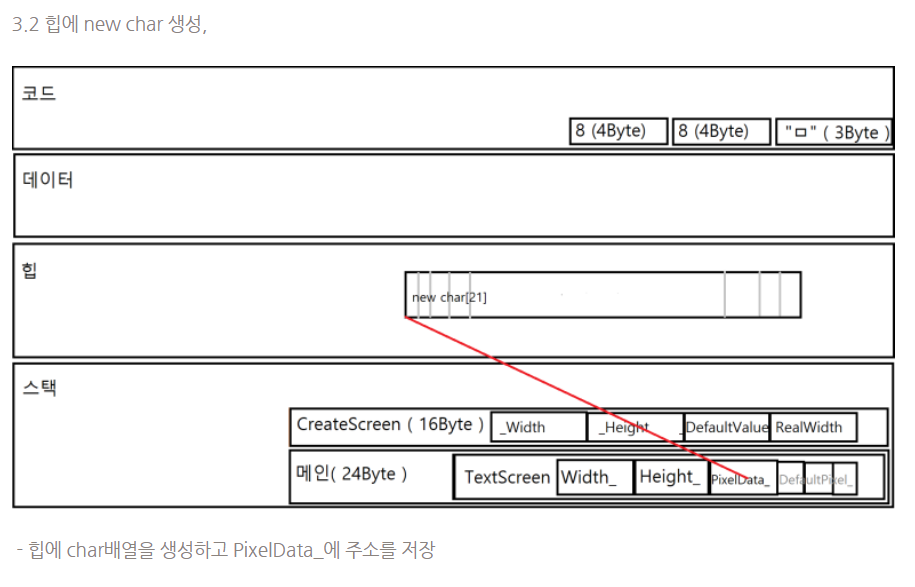 3.2 힙에 new char 생성,
코드
8 (4Byte) 8 (4Byte) "ㅁ" ( 3Byte )
데이터
힙
new char[21]
스택
CreateScreen ( 16Byte ) _Width _Height _DefaultValue RealWidth
메인( 24Byte ) TextScreen Width_ Height_ PixelData_ DefaultPixel_
- 힙에 char배열을 생성하고 PixelData_에 주소를 저장